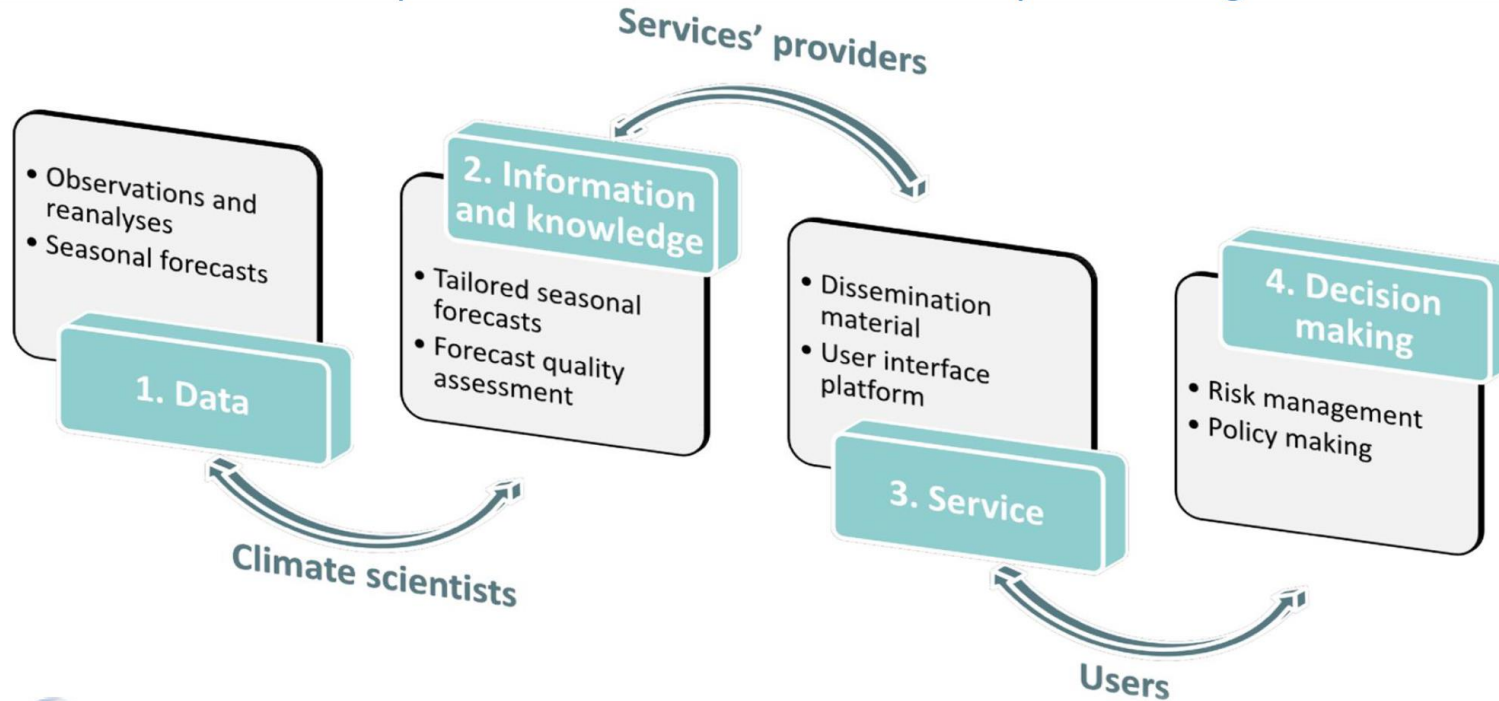 Services' providers
• Observations and
reanalyses
• Seasonal forecasts
1. Data
Climate scientists
2. Information
and knowledge
• Tailored seasonal
forecasts
• Forecast quality
assessment
• Dissemination
material
• User interface
platform
3. Service
Users
4. Decision
making
• Risk management
• Policy making